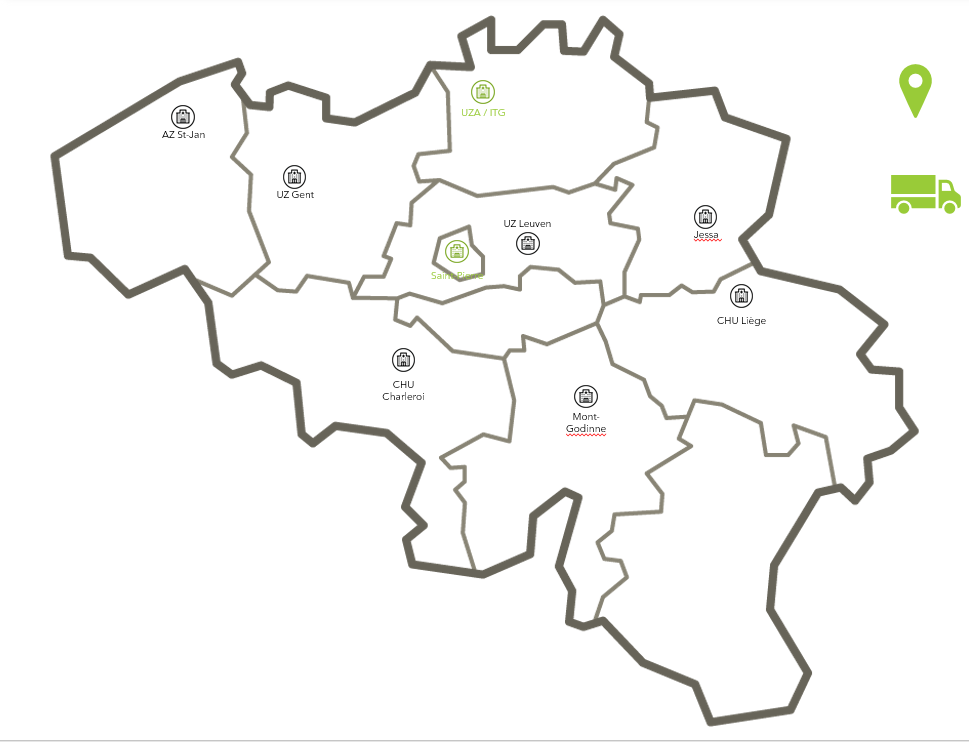 UZA / ITG
AZ St-Jan
UZ Gent
UZ Leuven
Jessa
Saint-Pierre
CHU Liège
CHU
Charleroi
Mont-
Godinne